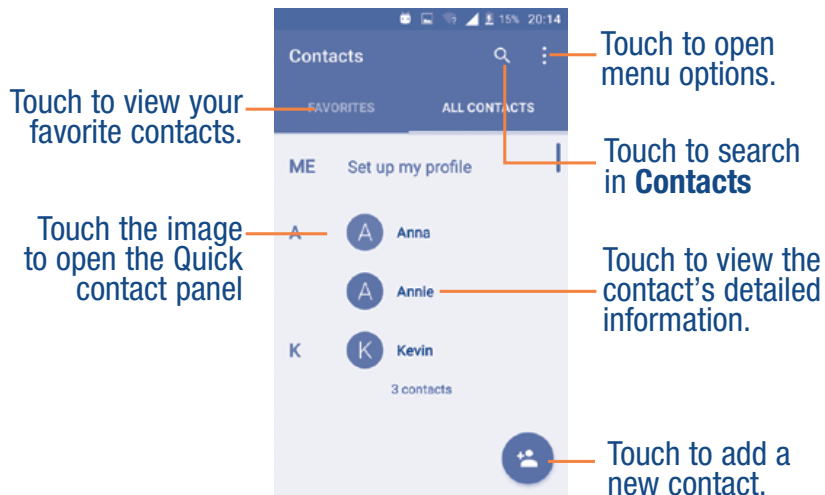 15% 20:14
Contacts
FAVORITES ALL CONTACTS
ME Set up my profile
A A Anna
A Annie
K K Kevin
3 contacts
Touch to open
menu options.
Touch to view your
favorite contacts.
Touch to search
in Contacts
Touch the image
to open the Quick
contact panel
Touch to view the
contact’s detailed
information.
Touch to add a
new contact.